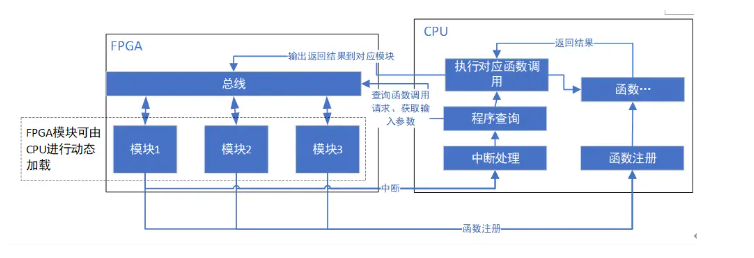 FPGA
CPU
输出返回结果到对应模块
返回结果
总线
执行对应函数调
用
函数…
查询函数调用
请求、获取输
入参数
程序查询
FPGA模块可由
CPU进行动态
加载
模块1
模块2
模块3
中断处理
函数注册
中断
函数注册